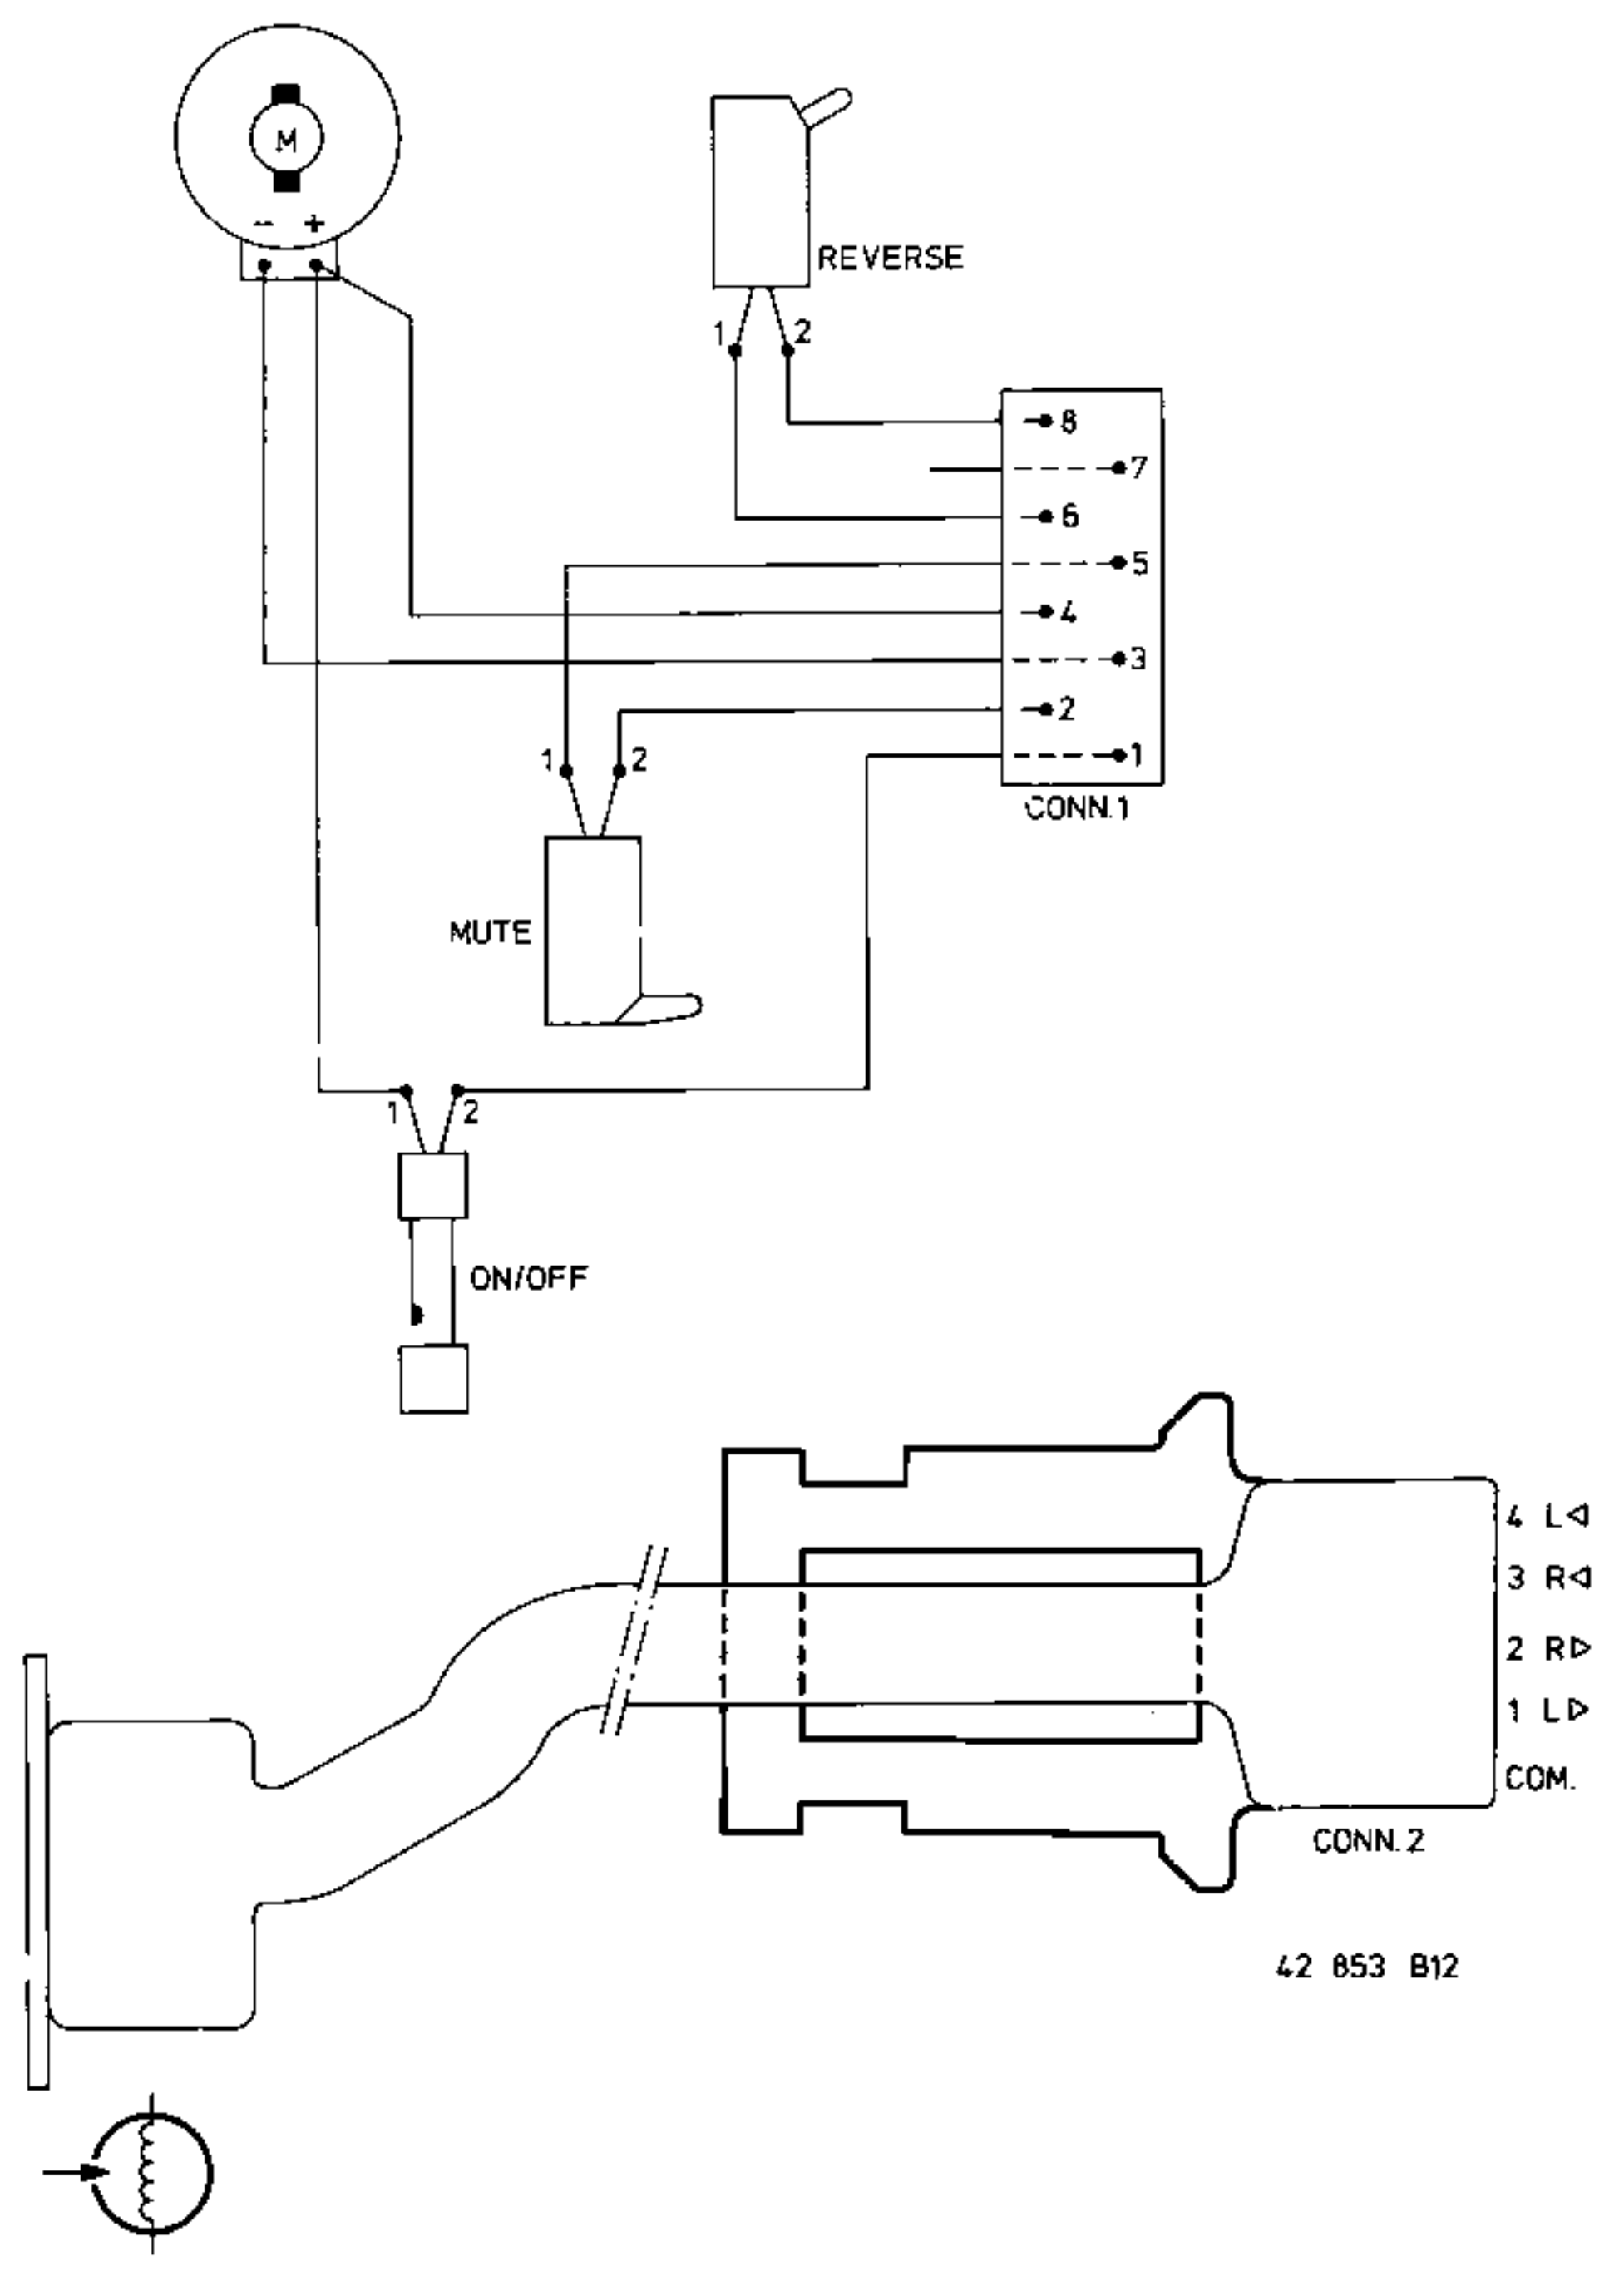 M
- +
REVERSE
1 2
8
7
6
5
4
3
2
1
CONN.1
1 2
MUTE
1 2
ON/OFF
4 L◁
3 R◁
2 R▷
1 L▷
COM.
CONN.2
42 853 B12